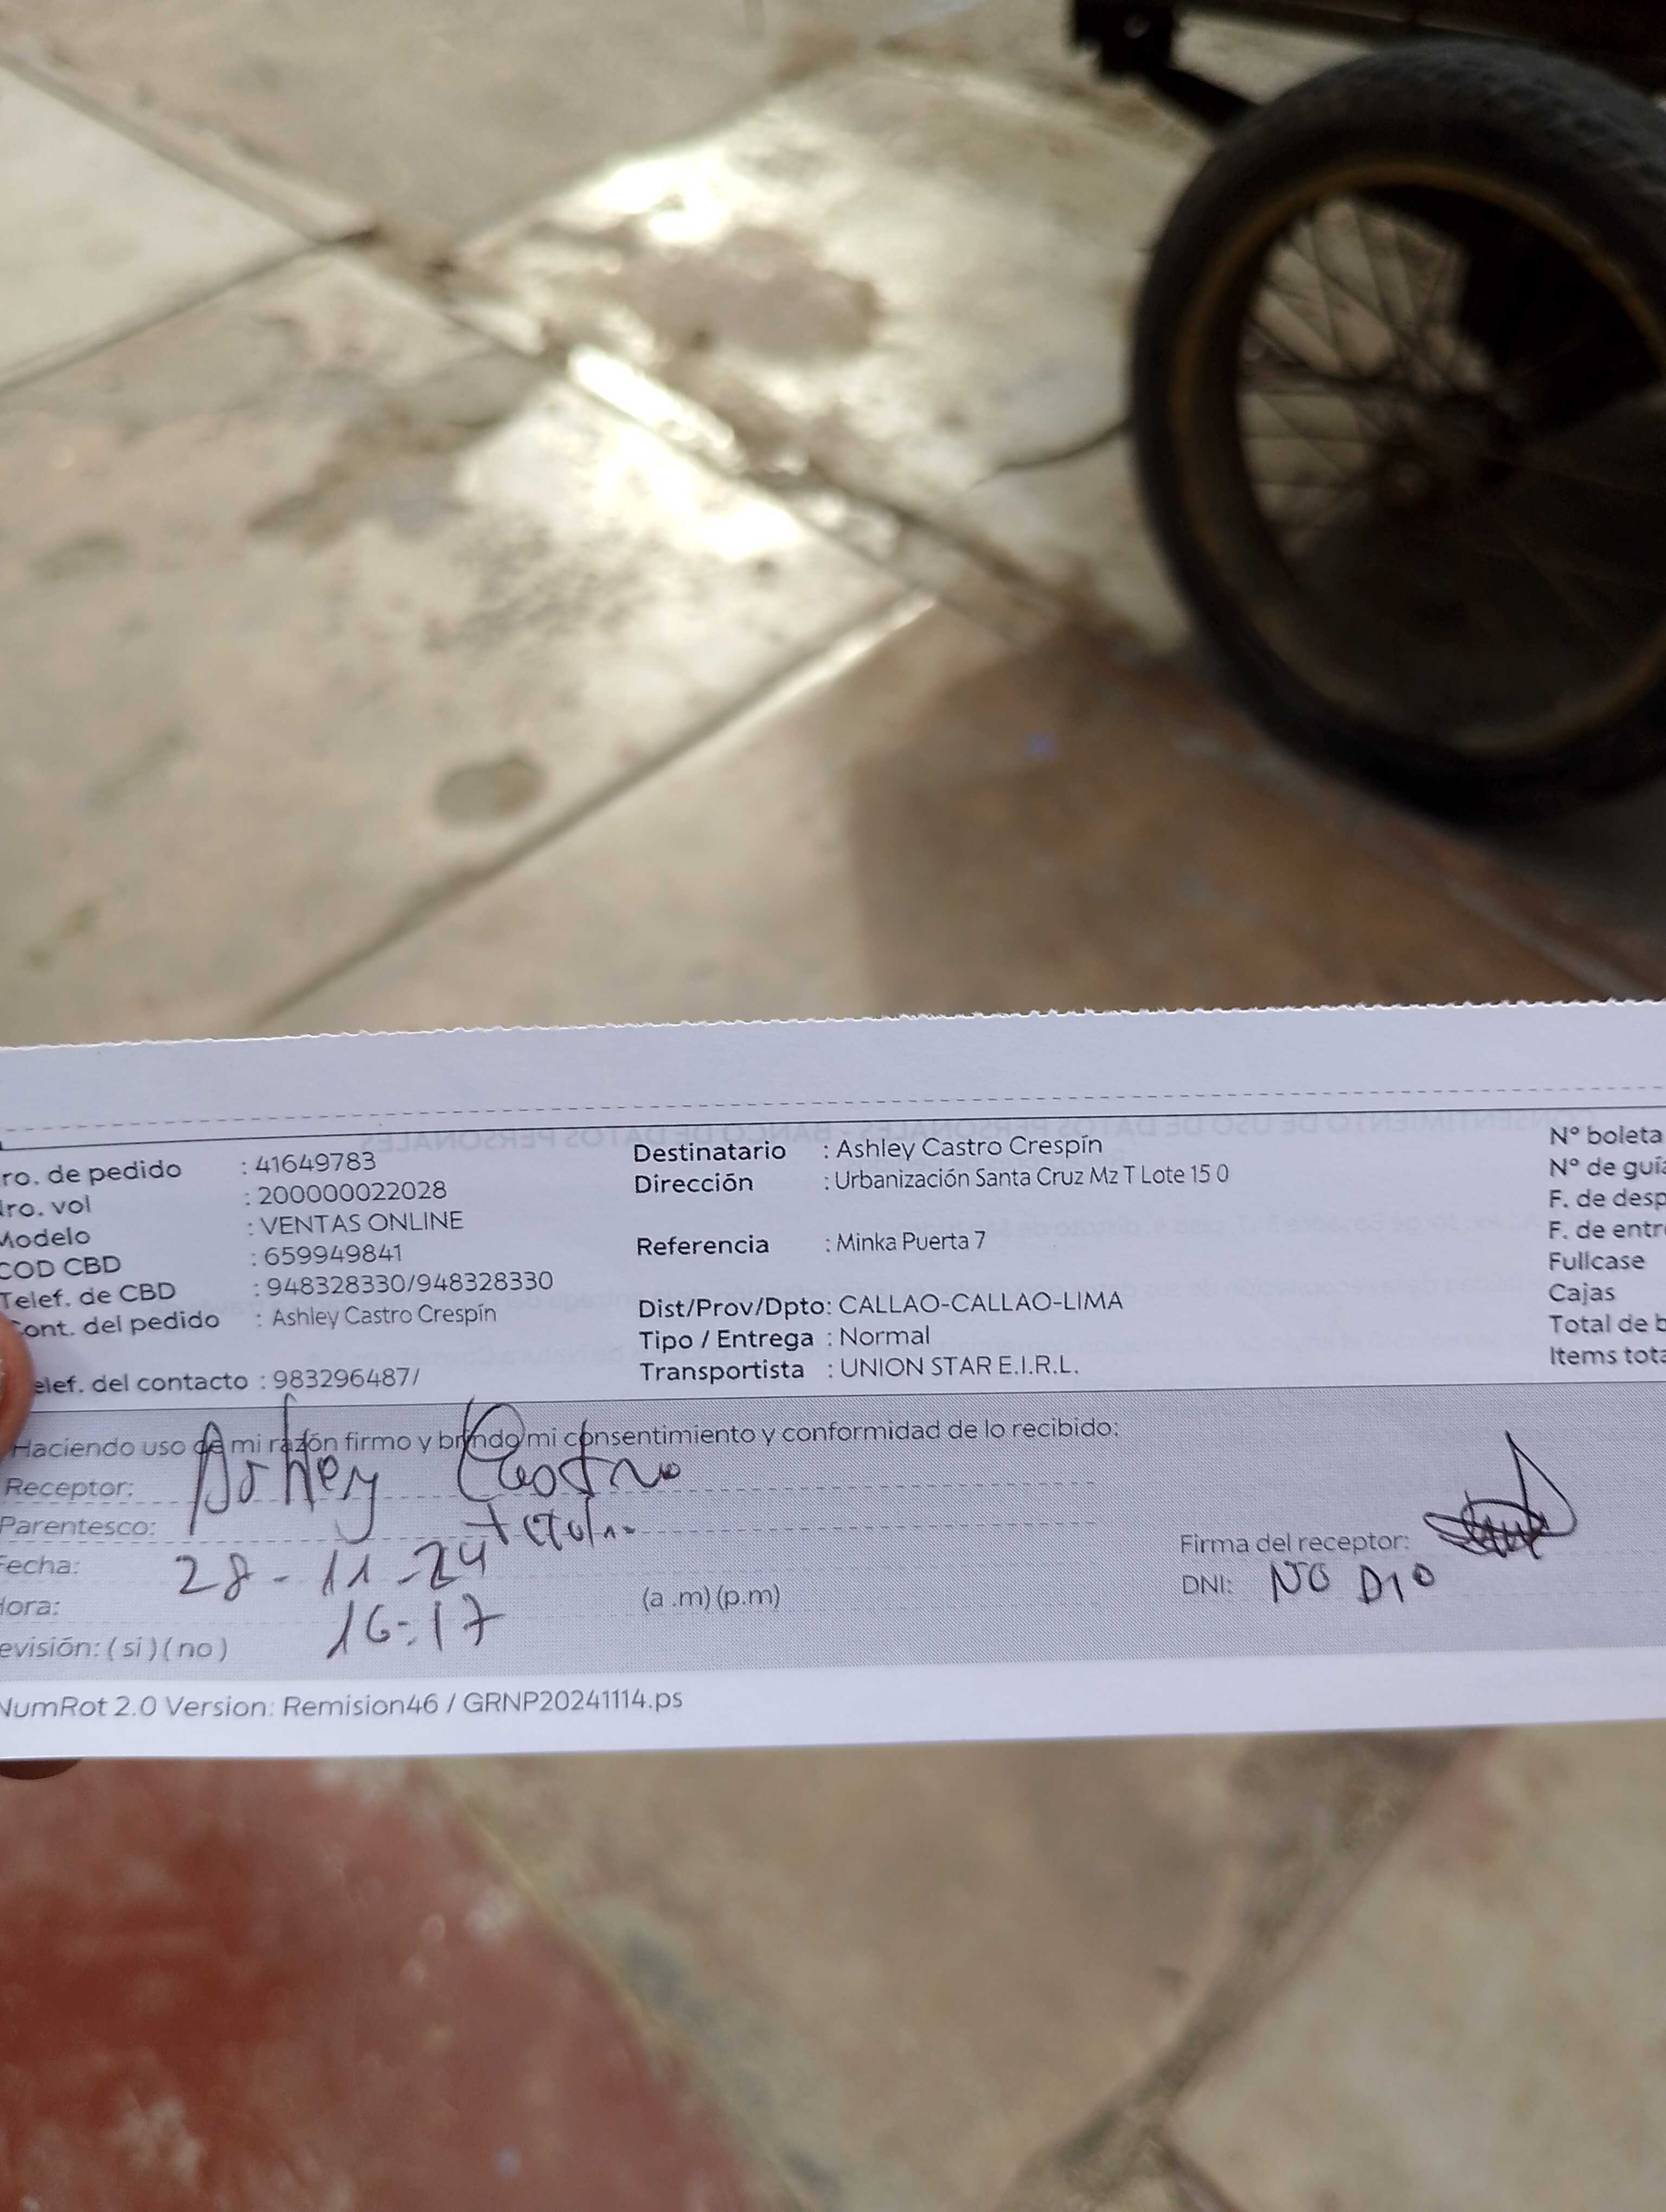 ro. de pedido : 41649783
ro. vol : 200000022028
Modelo : VENTAS ONLINE
COD CBD : 659949841
Telef. de CBD : 948328330/948328330
ont. del pedido : Ashley Castro Crespín
elef. del contacto : 983296487/
Destinatario : Ashley Castro Crespín
Dirección : Urbanización Santa Cruz Mz T Lote 15 0
Referencia : Minka Puerta 7
Dist/Prov/Dpto: CALLAO-CALLAO-LIMA
Tipo / Entrega : Normal
Transportista : UNION STAR E.I.R.L.
N° boleta
N° de guía
F. de desp
F. de entr
Fullcase
Cajas
Total de b
Items tota
Haciendo uso de mi razón firmo y brindo mi consentimiento y conformidad de lo recibido:
Receptor: Ashley Castro
Parentesco:
Fecha: 28-11-24
Hora: 16:17 (a .m) (p.m)
evisión: ( si ) ( no )
Firma del receptor:
DNI: NO DIO
NumRot 2.0 Version: Remision46 / GRNP20241114.ps